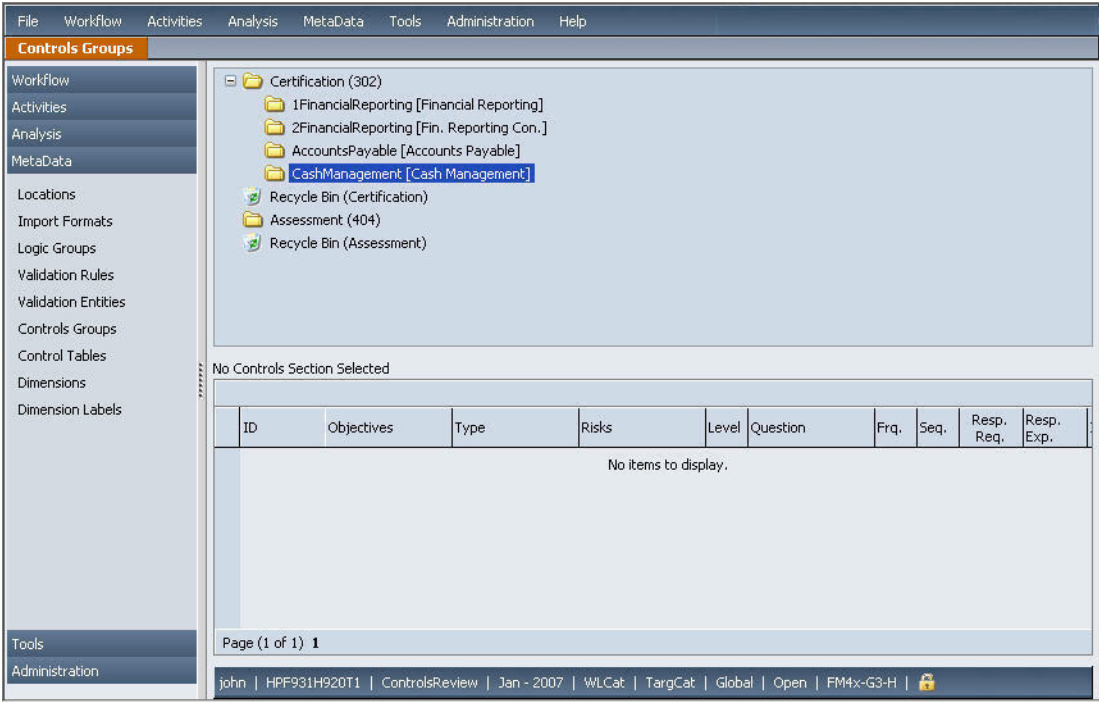 File Workflow Activities Analysis MetaData Tools Administration Help
Controls Groups
Workflow
Activities
Analysis
MetaData
Locations
Import Formats
Logic Groups
Validation Rules
Validation Entities
Controls Groups
Control Tables
Dimensions
Dimension Labels
Tools
Administration
Certification (302)
1FinancialReporting [Financial Reporting]
2FinancialReporting [Fin. Reporting Con.]
AccountsPayable [Accounts Payable]
CashManagement [Cash Management]
Recycle Bin (Certification)
Assessment (404)
Recycle Bin (Assessment)
No Controls Section Selected
ID Objectives Type Risks Level Question Frq. Seq. Resp. Req. Resp. Exp.
No items to display.
Page (1 of 1) 1
john | HPF931H920T1 | ControlsReview | Jan - 2007 | WLCat | TargCat | Global | Open | FM4x-G3-H |